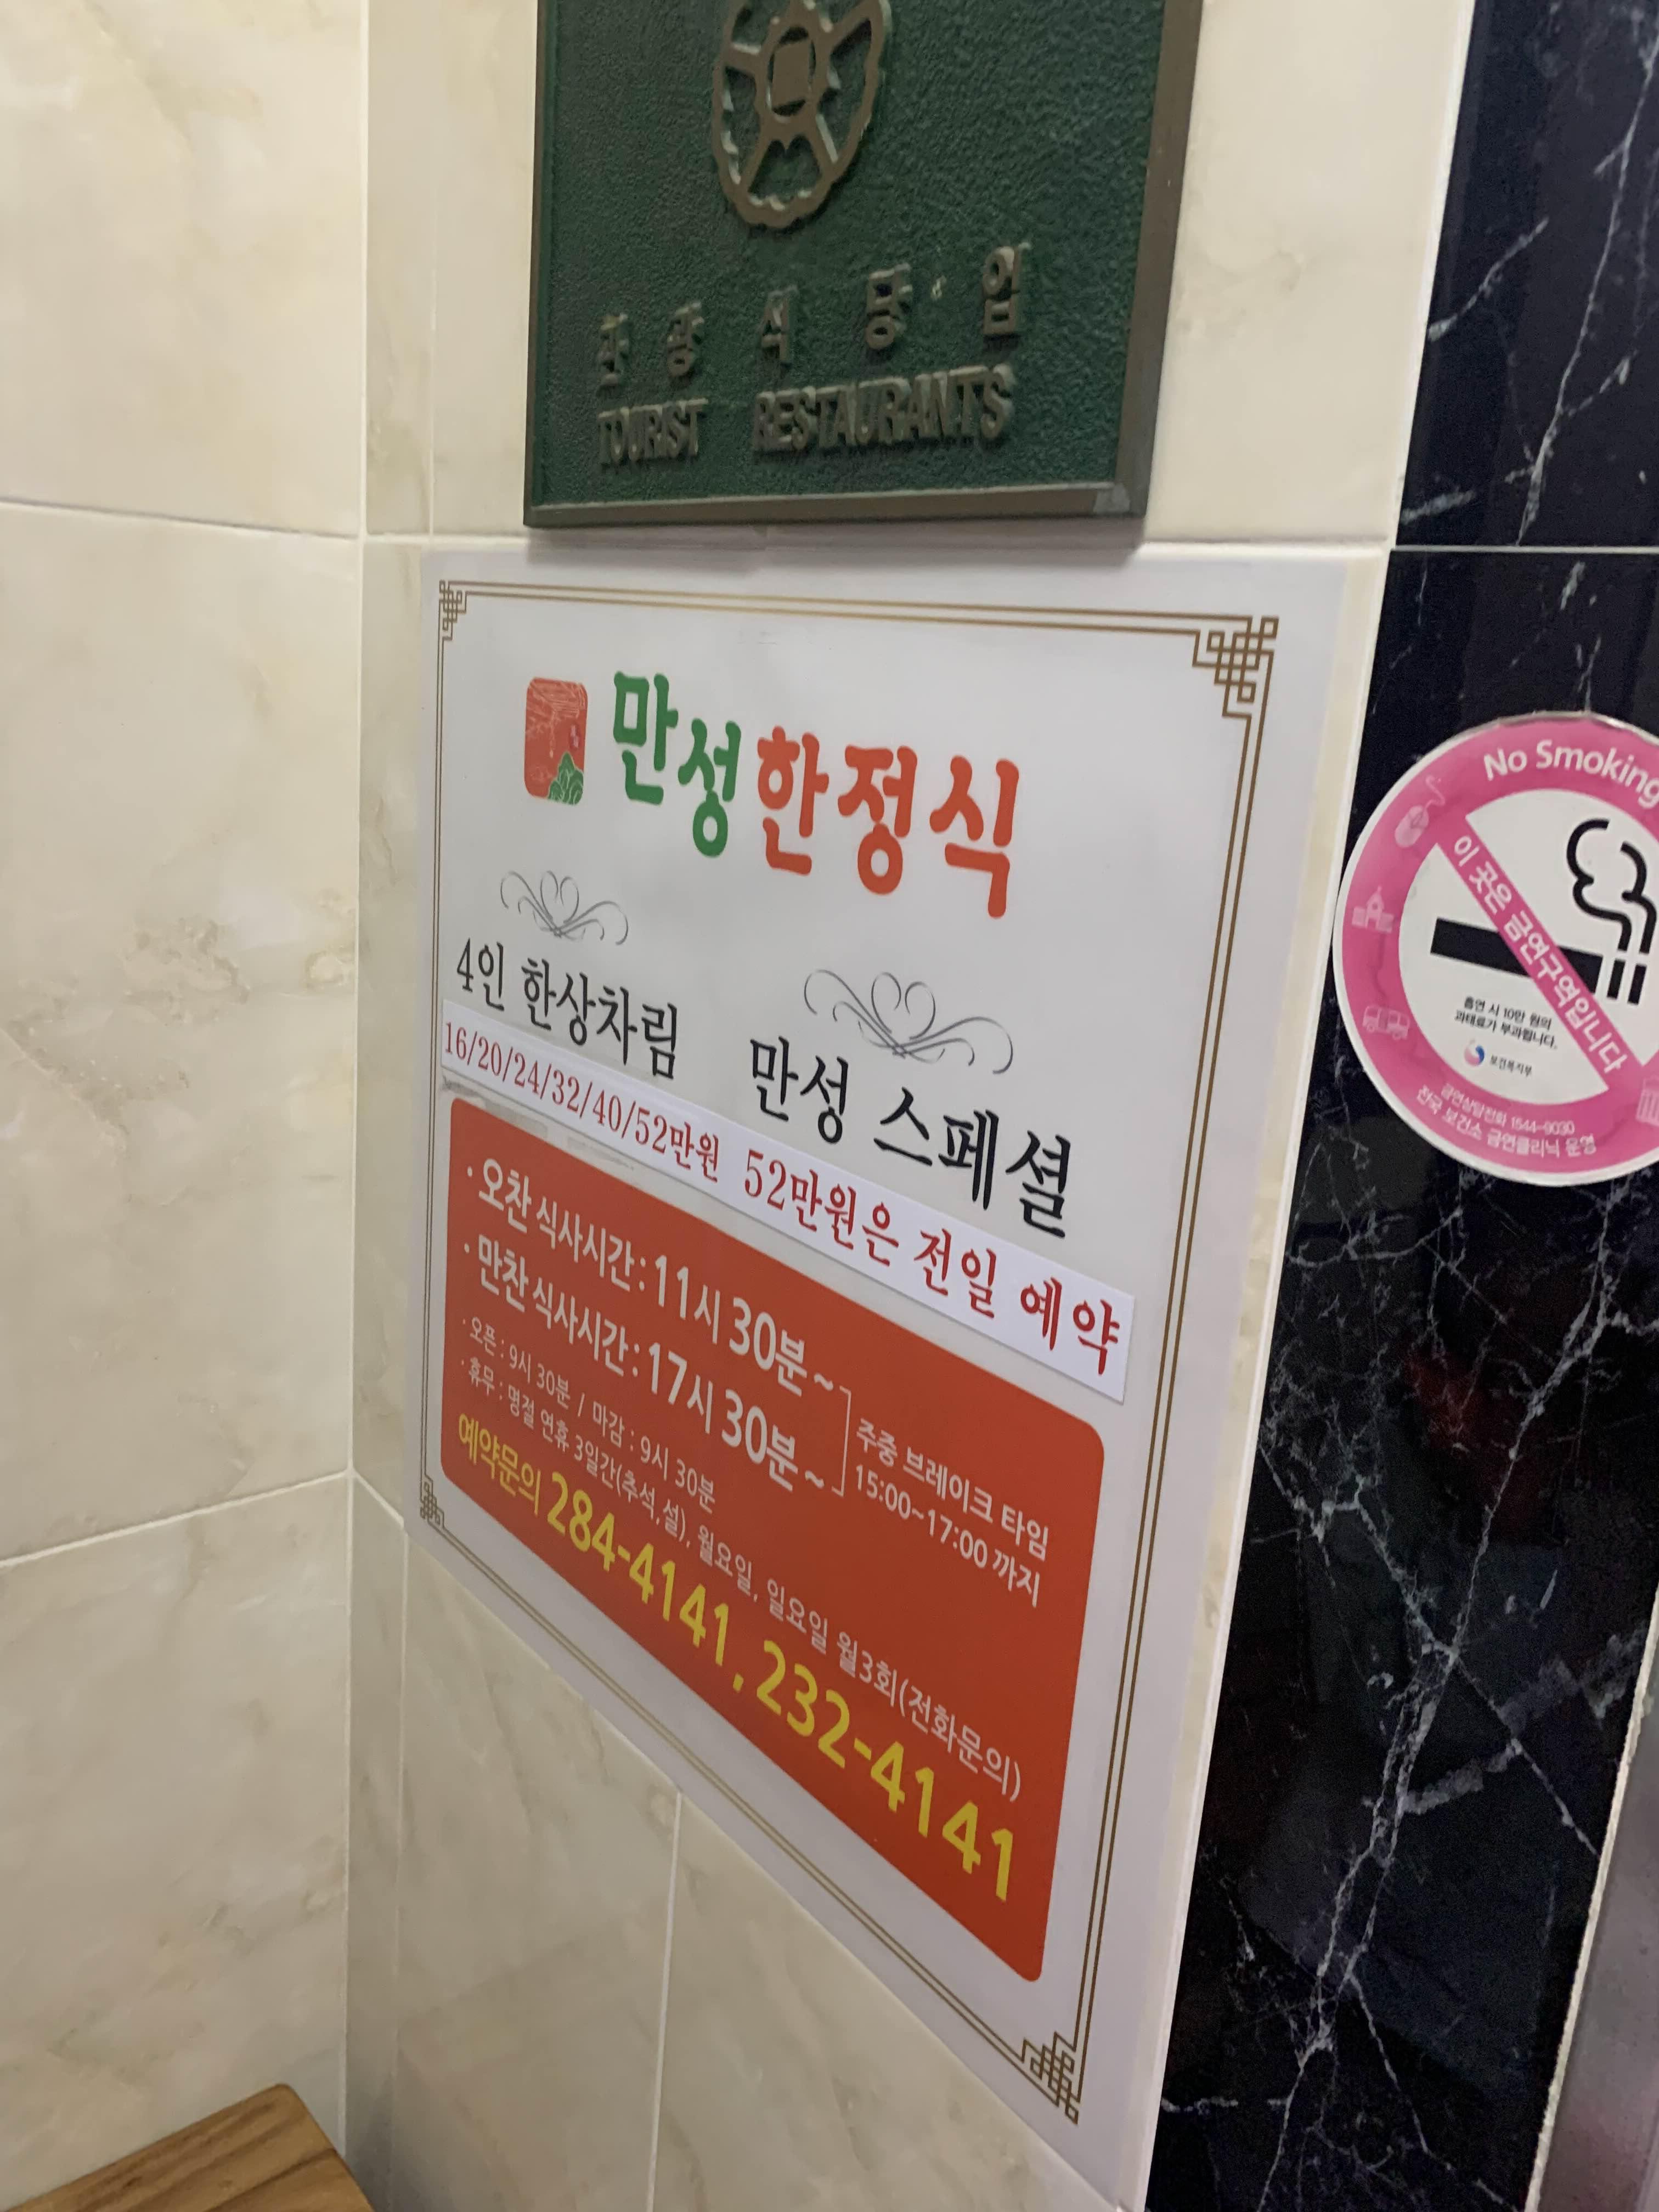 관광식당업
TOURIST RESTAURANTS
만성한정식
4인 한상차림
만성 스페셜
16/20/24/32/40/52만원 52만원은 전일 예약
· 오찬 식사시간 : 11시 30분~
· 만찬 식사시간 : 17시 30분~
주중 브레이크 타임
15:00~17:00 까지
· 오픈 : 9시 30분 / 마감 : 9시 30분
· 휴무 : 명절 연휴 3일간(추석,설), 월요일, 일요일 월3회(전화문의)
예약문의 284-4141, 232-4141
No Smoking
이 곳은 금연구역입니다
흡연 시 10만 원의
과태료가 부과됩니다.
보건복지부
금연상담전화 1544-9030
전국 보건소 금연클리닉 운영